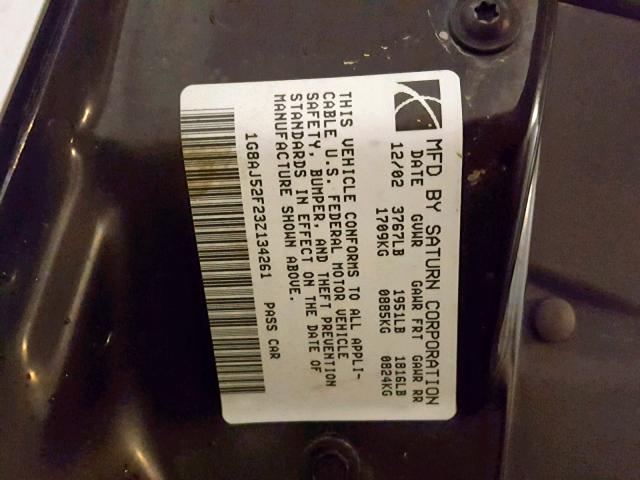 MFD BY SATURN CORPORATION
DATE GVWR GAWR FRT GAWR RR
12/02 3767LB 1951LB 1816LB
1709KG 0885KG 0824KG
THIS VEHICLE CONFORMS TO ALL APPLI-
CABLE U.S. FEDERAL MOTOR VEHICLE
SAFETY, BUMPER, AND THEFT PREVENTION
STANDARDS IN EFFECT ON THE DATE OF
MANUFACTURE SHOWN ABOVE.
1G8AJ52F23Z134261 PASS CAR